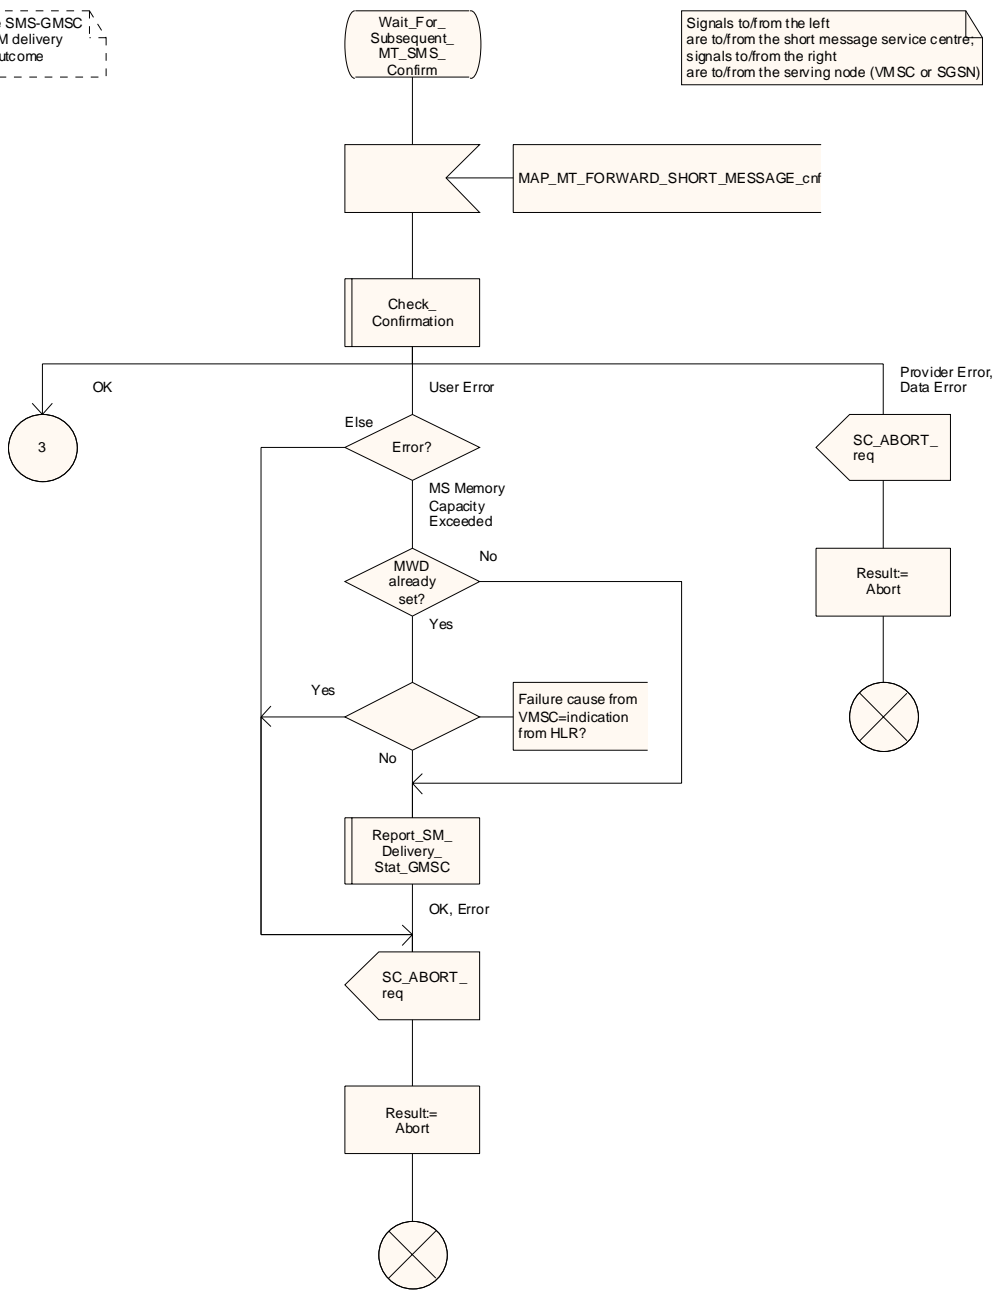 SMS-GMSC
delivery
Wait_For_
Subsequent_
MT_SMS_
Confirm
Signals to/from the left
are to/from the short message service centre;
signals to/from the right
are to/from the serving node (VMSC or SGSN)
MAP_MT_FORWARD_SHORT_MESSAGE_cnf
Check_
Confirmation
OK
User Error
Provider Error,
Data Error
3
Else
Error?
SC_ABORT_
req
MS Memory
Capacity
Exceeded
MWD
already
set?
No
Yes
Result:=
Abort
Yes
Failure cause from
VMSC=indication
from HLR?
No
Report_SM_
Delivery_
Stat_GMSC
OK, Error
SC_ABORT_
req
Result:=
Abort